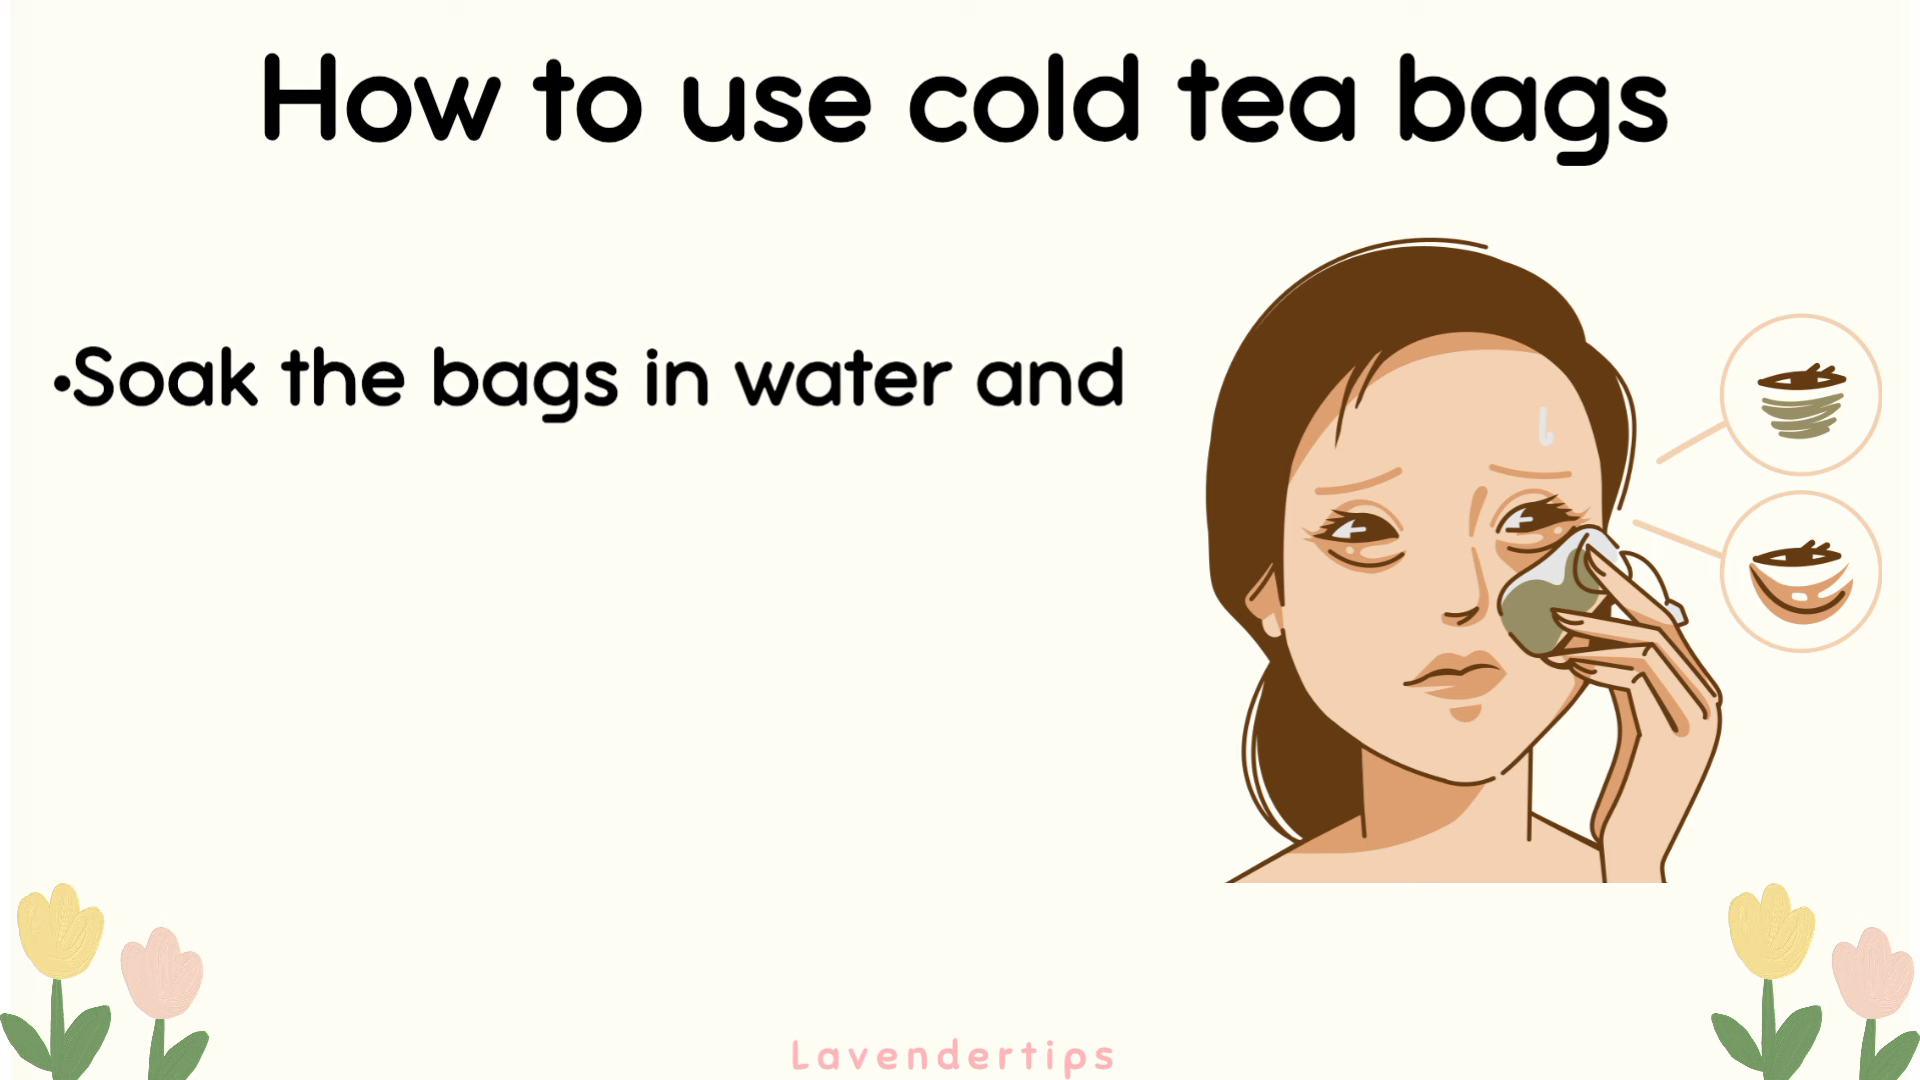 How to use cold tea bags
•Soak the bags in water and
Lavendertips